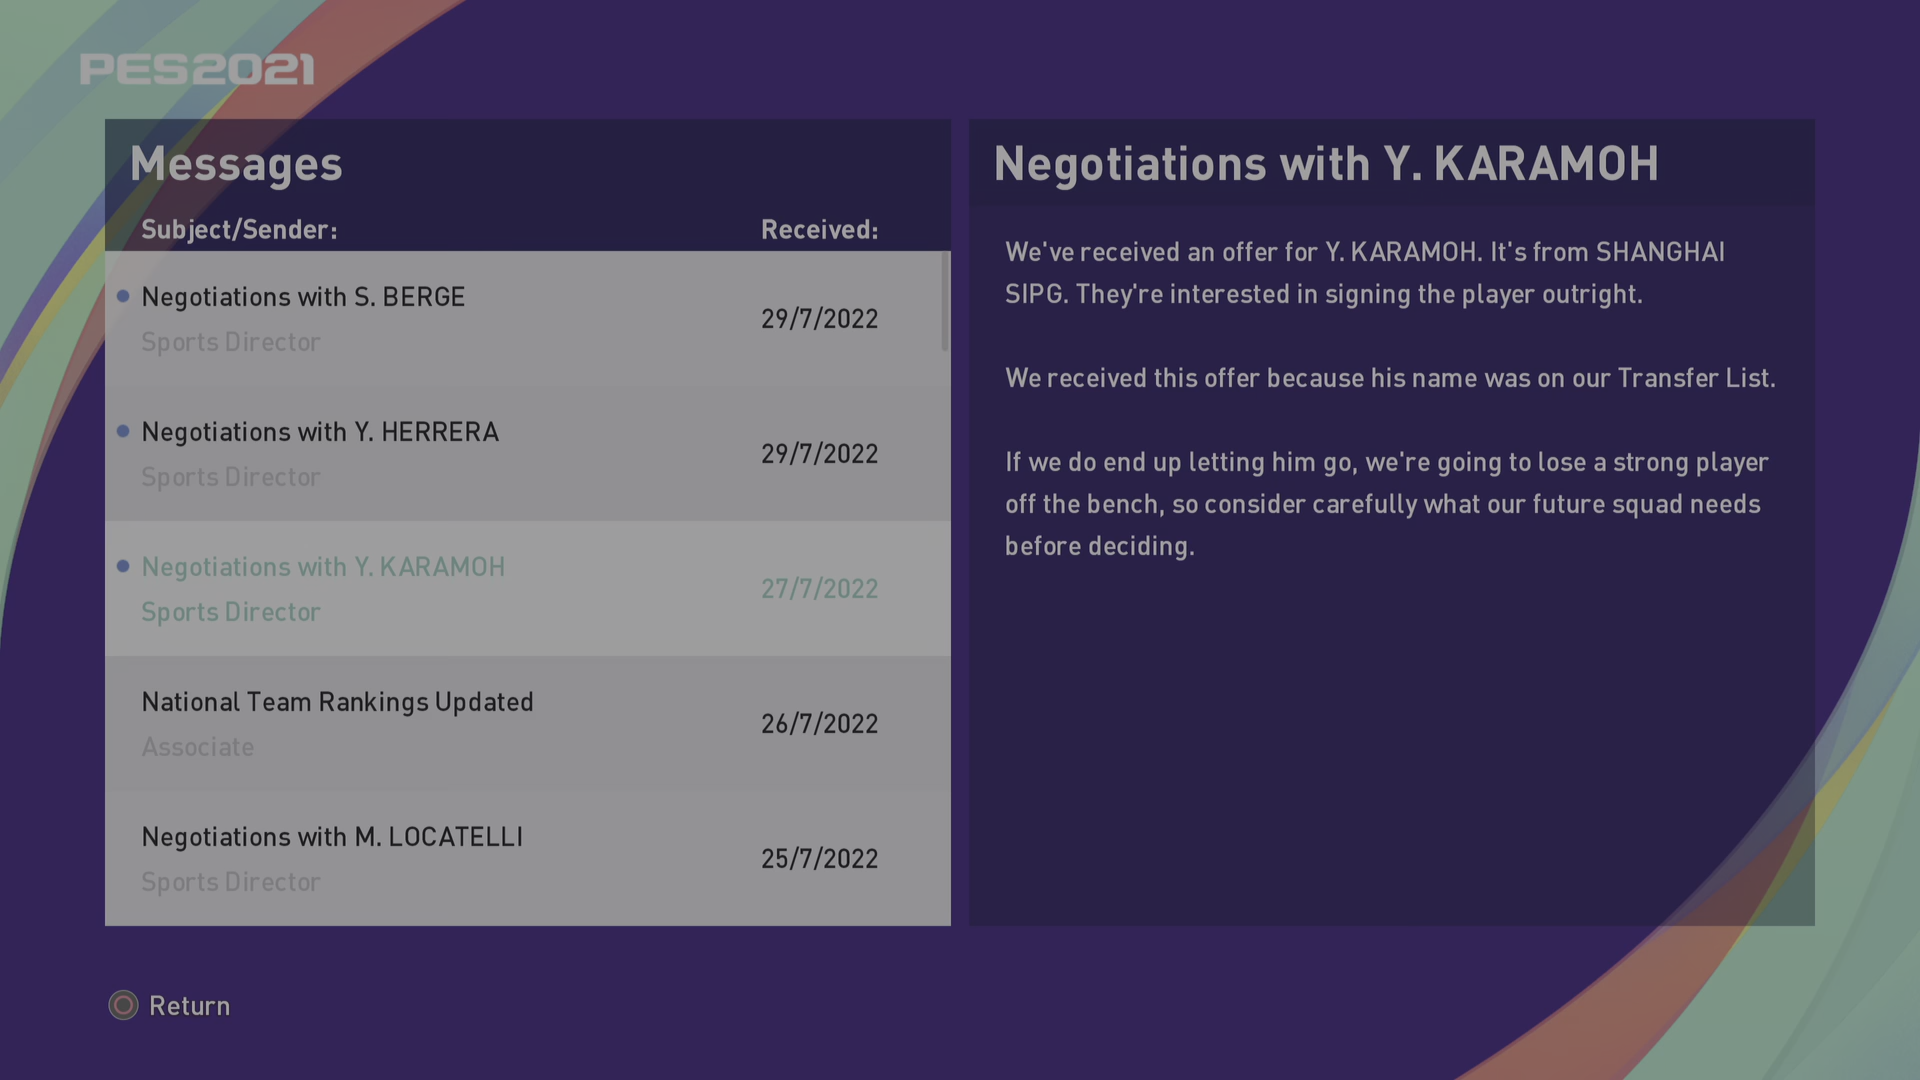 PES2021
Messages
Subject/Sender:
Received:
Negotiations with S. BERGE
Sports Director
29/7/2022
Negotiations with Y. HERRERA
Sports Director
29/7/2022
Negotiations with Y. KARAMOH
Sports Director
27/7/2022
National Team Rankings Updated
Associate
26/7/2022
Negotiations with M. LOCATELLI
Sports Director
25/7/2022
Negotiations with Y. KARAMOH
We've received an offer for Y. KARAMOH. It's from SHANGHAI
SIPG. They're interested in signing the player outright.
We received this offer because his name was on our Transfer List.
If we do end up letting him go, we're going to lose a strong player
off the bench, so consider carefully what our future squad needs
before deciding.
Return